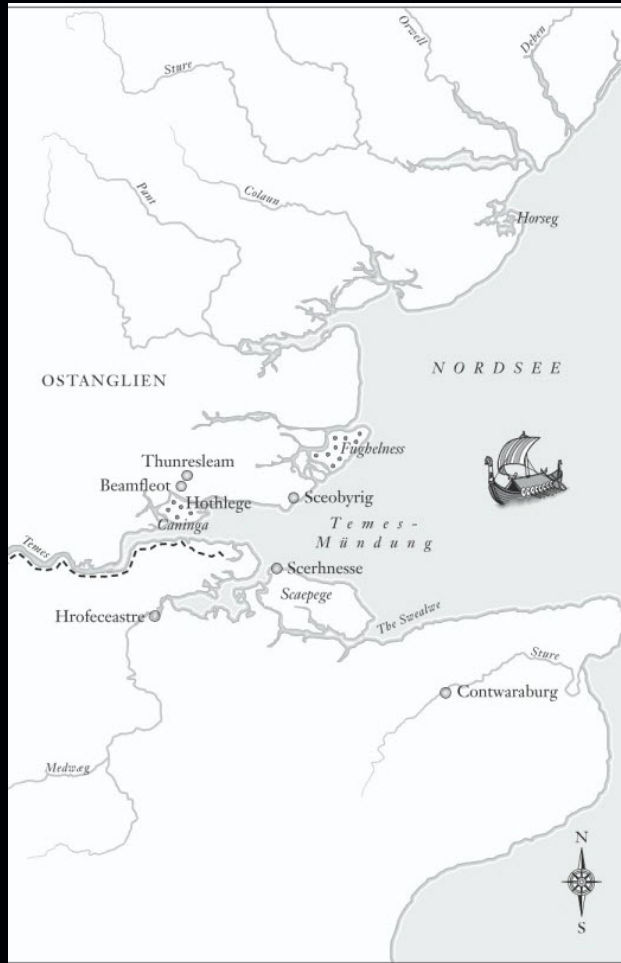 Orwell
Deben
Sture
Pant
Colaun
Horseg
OSTANGLIEN
NORDSEE
Fughelness
Thunresleam
Beamfleot
Hothlege
Sceobyrig
Caninga
Temes-
Mündung
Temes
Scerhnesse
Scaepege
Hrofeceastre
The Swealwe
Sture
Contwaraburg
Medwæg
N
S